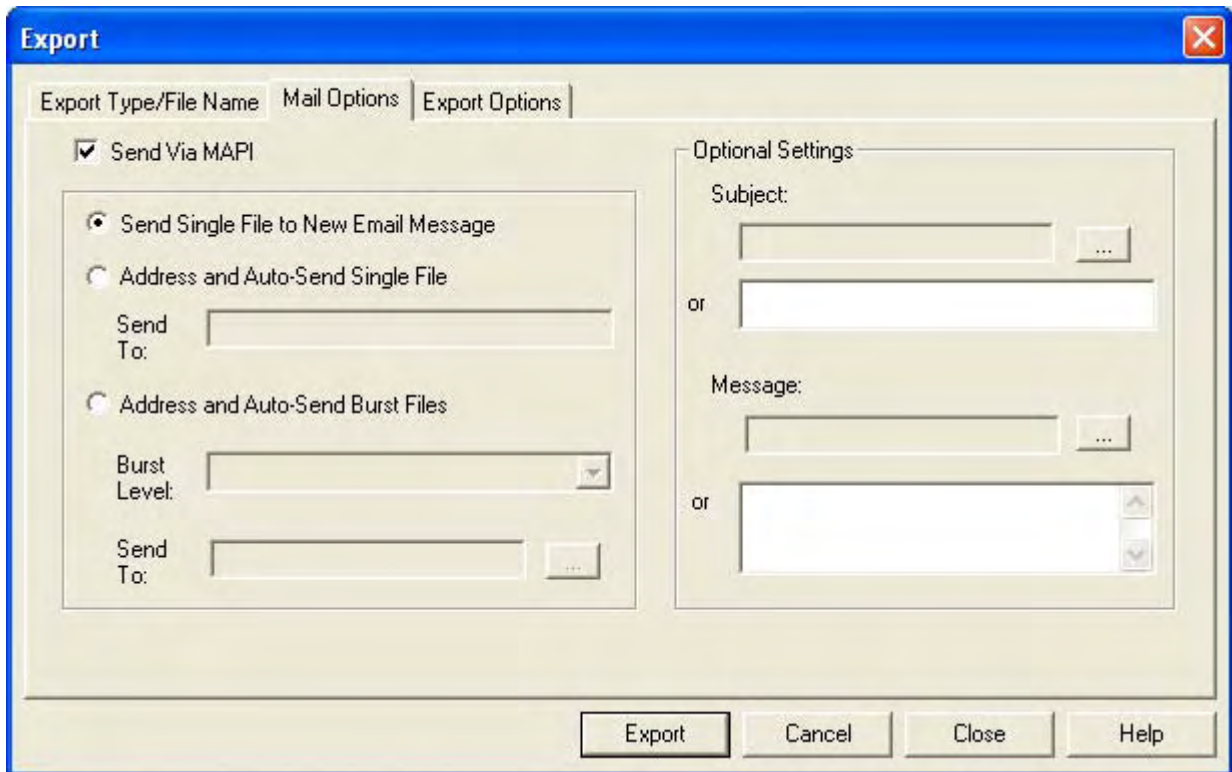 Export
Export Type/File Name
Mail Options
Export Options
Send Via MAPI
Send Single File to New Email Message
Address and Auto-Send Single File
Send
To:
Address and Auto-Send Burst Files
Burst
Level:
Send
To:
...
Optional Settings
Subject:
...
or
Message:
...
or
Export
Cancel
Close
Help